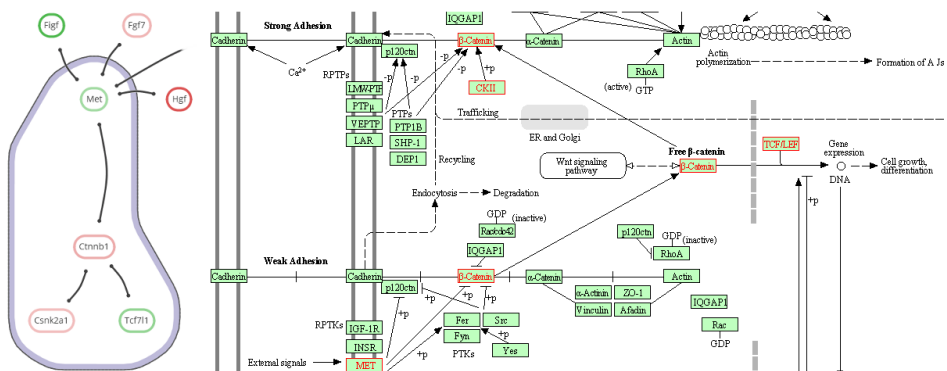 Figf
Fgf7
Met
Hgf
Ctnnb1
Csnk2a1
Tcf7l1
IQGAP1
Strong Adhesion
Cadherin
Cadherin
β-Catenin
α-Catenin
Actin
p120ctn
Ca²⁺
RPTPs
-p
-p
-p
-p
+p
LMW-PTP
PTPμ
VEPTP
LAR
PTPs
PTP1B
SHP-1
DEP1
CKII
RhoA
(active)
GTP
Actin
polymerization
Formation of A Js
Trafficking
ER and Golgi
Recycling
Endocytosis
Degradation
Wnt signaling
pathway
Free β-catenin
β-Catenin
TCF/LEF
Gene
expression
DNA
Cell growth,
differentiation
+p
GDP
(inactive)
Rac/cdc42
IQGAP1
p120ctn
GDP
(inactive)
RhoA
Weak Adhesion
Cadherin
Cadherin
β-Catenin
α-Catenin
Actin
p120ctn
+p
+p
+p
+p
+p
+p
α-Actinin
ZO-1
Vinculin
Afadin
IQGAP1
Rac
GDP
RPTKs
IGF-1R
INSR
MET
External signals
Fer
Src
Fyn
Yes
PTKs